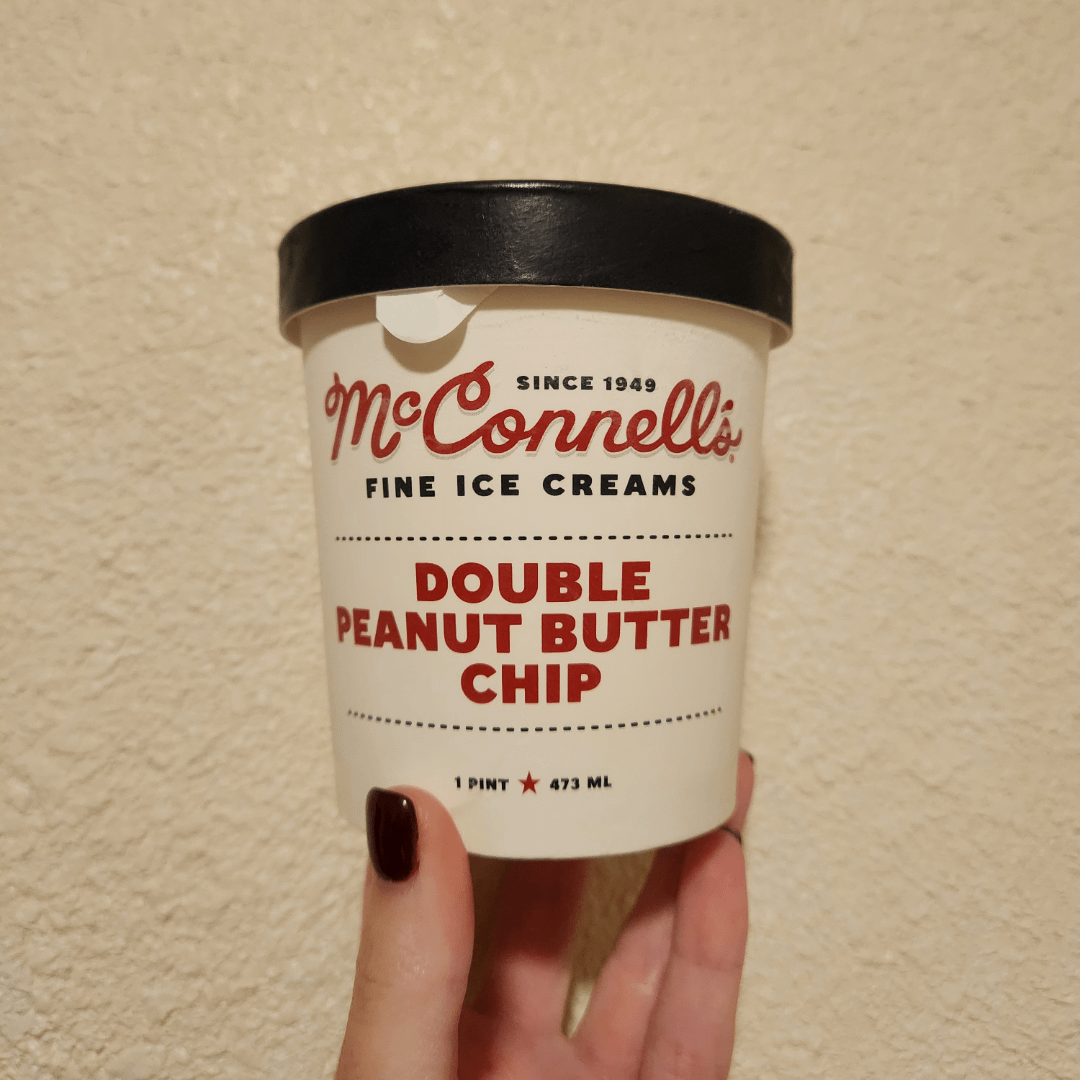 SINCE 1949
McConnell's®
FINE ICE CREAMS
DOUBLE
PEANUT BUTTER
CHIP
1 PINT ★ 473 ML